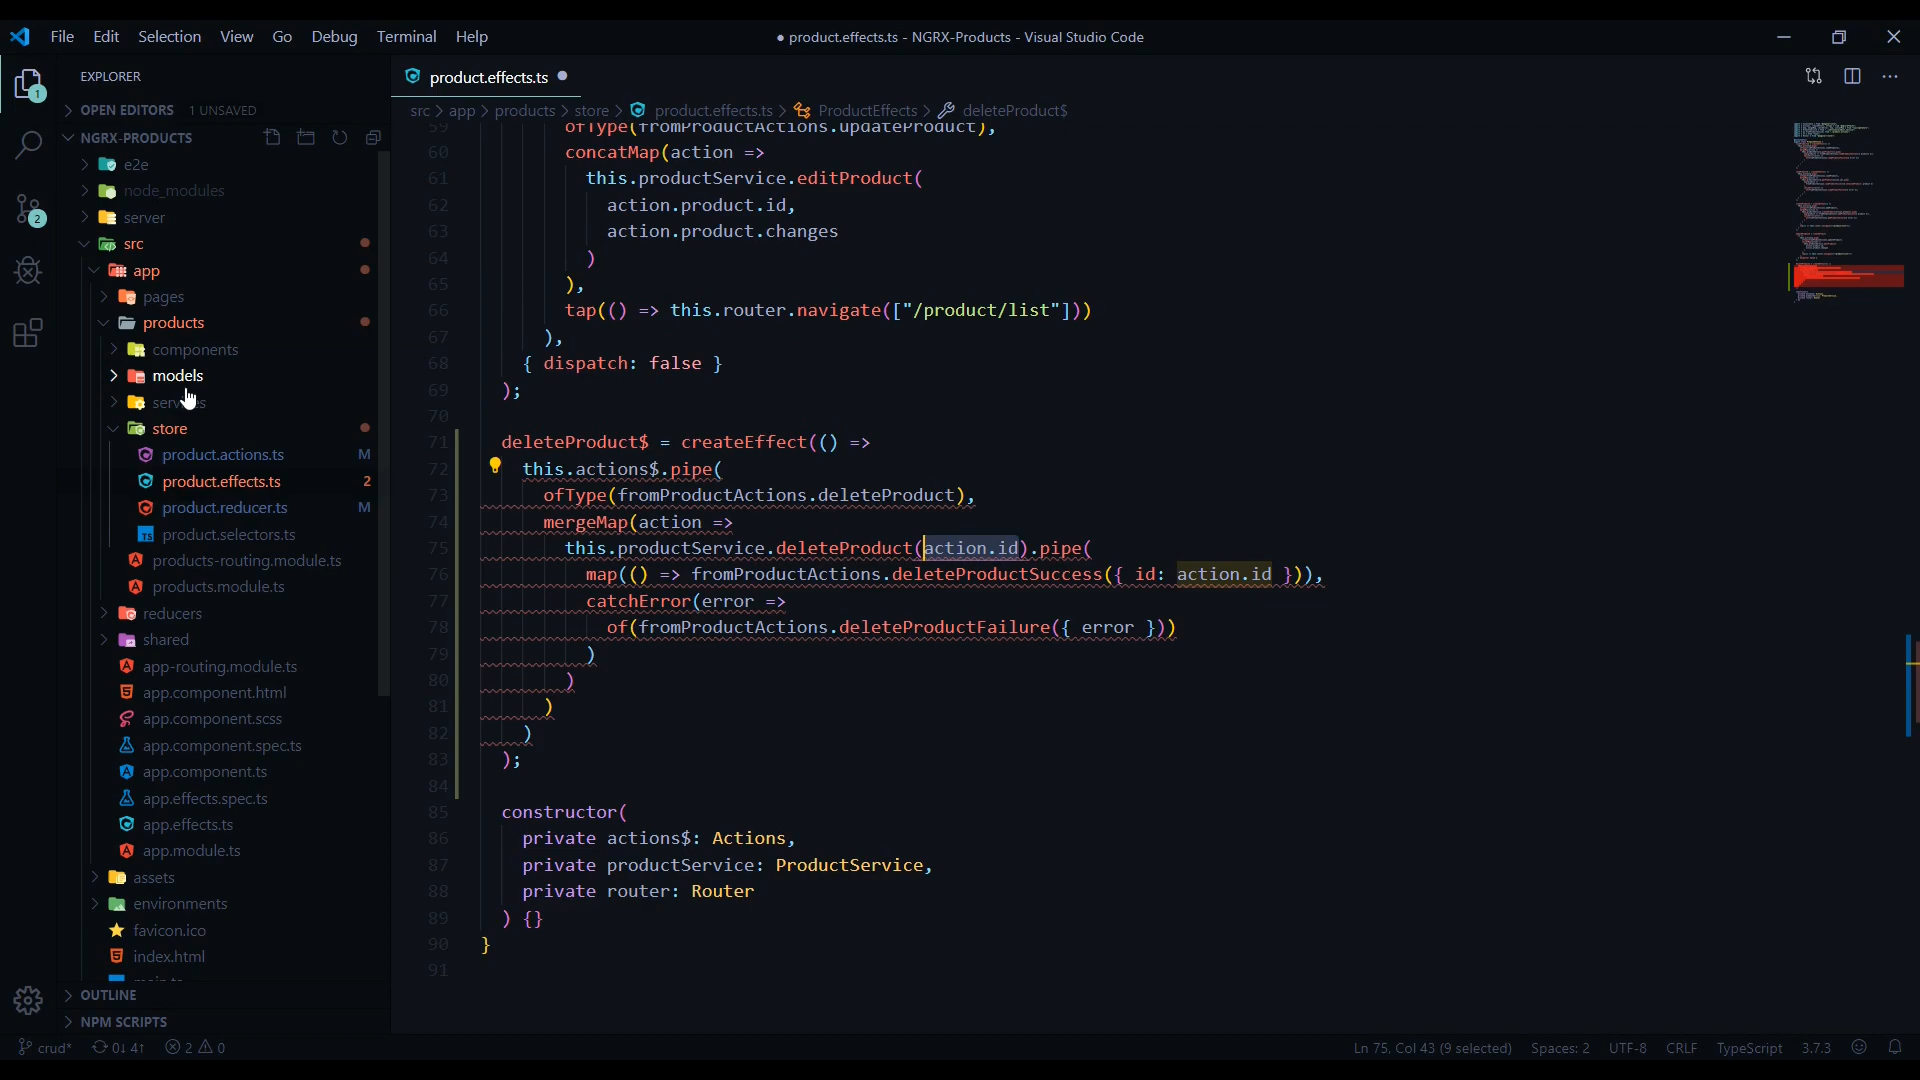 File Edit Selection View Go Debug Terminal Help
● product.effects.ts - NGRX-Products - Visual Studio Code
EXPLORER
OPEN EDITORS 1 UNSAVED
NGRX-PRODUCTS
e2e
node_modules
server
src
app
pages
products
components
models
services
store
product.actions.ts M
product.effects.ts 2
product.reducer.ts M
product.selectors.ts
products-routing.module.ts
products.module.ts
reducers
shared
app-routing.module.ts
app.component.html
app.component.scss
app.component.spec.ts
app.component.ts
app.effects.spec.ts
app.effects.ts
app.module.ts
assets
environments
favicon.ico
index.html
main.ts
OUTLINE
NPM SCRIPTS
1
2
product.effects.ts
src > app > products > store > product.effects.ts > ProductEffects > deleteProduct$
59 ofType(fromProductActions.updateProduct),
60 concatMap(action =>
61 this.productService.editProduct(
62 action.product.id,
63 action.product.changes
64 )
65 ),
66 tap(() => this.router.navigate(["/product/list"]))
67 ),
68 { dispatch: false }
69 );
70
71 deleteProduct$ = createEffect(() =>
72 this.actions$.pipe(
73 ofType(fromProductActions.deleteProduct),
74 mergeMap(action =>
75 this.productService.deleteProduct(action.id).pipe(
76 map(() => fromProductActions.deleteProductSuccess({ id: action.id })),
77 catchError(error =>
78 of(fromProductActions.deleteProductFailure({ error }))
79 )
80 )
81 )
82 )
83 );
84
85 constructor(
86 private actions$: Actions,
87 private productService: ProductService,
88 private router: Router
89 ) {}
90 }
91
crud* 0↓ 4↑ 2 0
Ln 75, Col 43 (9 selected) Spaces: 2 UTF-8 CRLF TypeScript 3.7.3